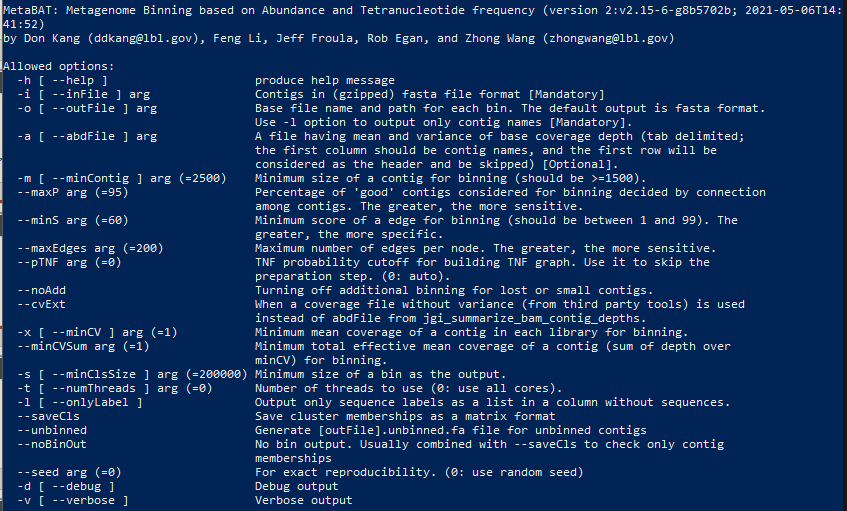 MetaBAT: Metagenome Binning based on Abundance and Tetranucleotide frequency (version 2:v2.15-6-g8b5702b; 2021-05-06T14:
41:52)
by Don Kang (ddkang@lbl.gov), Feng Li, Jeff Froula, Rob Egan, and Zhong Wang (zhongwang@lbl.gov)

Allowed options:
  -h [ --help ]                     produce help message
  -i [ --inFile ] arg               Contigs in (gzipped) fasta file format [Mandatory]
  -o [ --outFile ] arg              Base file name and path for each bin. The default output is fasta format.
                                    Use -l option to output only contig names [Mandatory].
  -a [ --abdFile ] arg              A file having mean and variance of base coverage depth (tab delimited;
                                    the first column should be contig names, and the first row will be
                                    considered as the header and be skipped) [Optional].
  -m [ --minContig ] arg (=2500)    Minimum size of a contig for binning (should be >=1500).
  --maxP arg (=95)                  Percentage of 'good' contigs considered for binning decided by connection
                                    among contigs. The greater, the more sensitive.
  --minS arg (=60)                  Minimum score of a edge for binning (should be between 1 and 99). The
                                    greater, the more specific.
  --maxEdges arg (=200)             Maximum number of edges per node. The greater, the more sensitive.
  --pTNF arg (=0)                   TNF probability cutoff for building TNF graph. Use it to skip the
                                    preparation step. (0: auto).
  --noAdd                           Turning off additional binning for lost or small contigs.
  --cvExt                           When a coverage file without variance (from third party tools) is used
                                    instead of abdFile from jgi_summarize_bam_contig_depths.
  -x [ --minCV ] arg (=1)           Minimum mean coverage of a contig in each library for binning.
  --minCVSum arg (=1)               Minimum total effective mean coverage of a contig (sum of depth over
                                    minCV) for binning.
  -s [ --minClsSize ] arg (=200000) Minimum size of a bin as the output.
  -t [ --numThreads ] arg (=0)      Number of threads to use (0: use all cores).
  -l [ --onlyLabel ]                Output only sequence labels as a list in a column without sequences.
  --saveCls                         Save cluster memberships as a matrix format
  --unbinned                        Generate [outFile].unbinned.fa file for unbinned contigs
  --noBinOut                        No bin output. Usually combined with --saveCls to check only contig
                                    memberships
  --seed arg (=0)                   For exact reproducibility. (0: use random seed)
  -d [ --debug ]                    Debug output
  -v [ --verbose ]                  Verbose output